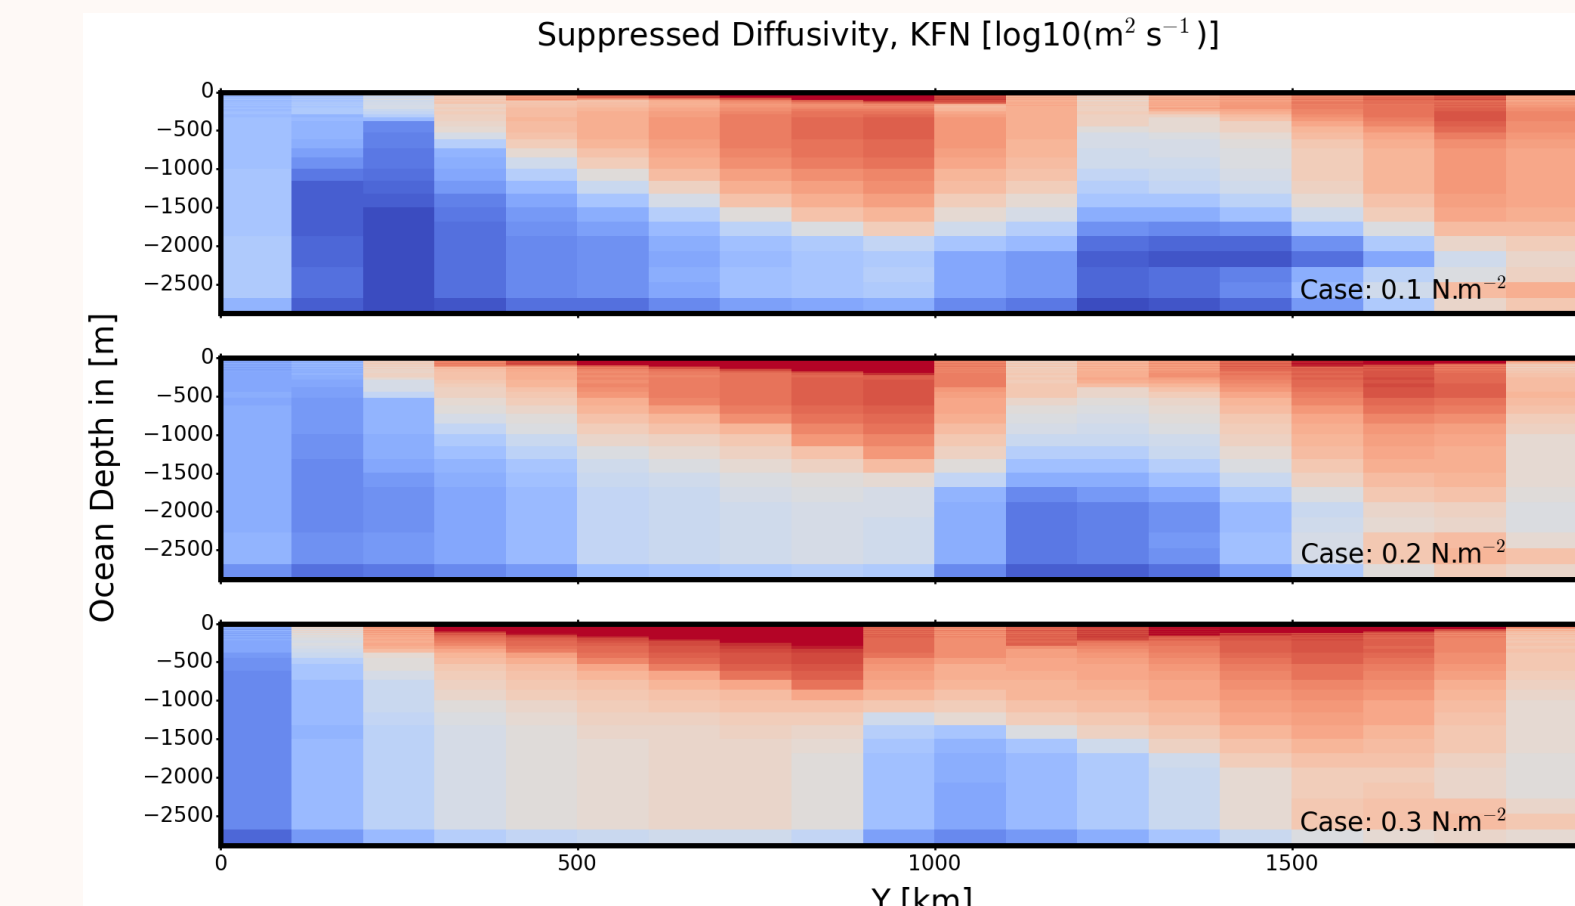 Suppressed Diffusivity, KFN [log10(m² s⁻¹)]
Ocean Depth in [m]
0
−500
−1000
−1500
−2000
−2500
Case: 0.1 N.m⁻²
0
−500
−1000
−1500
−2000
−2500
Case: 0.2 N.m⁻²
0
−500
−1000
−1500
−2000
−2500
Case: 0.3 N.m⁻²
0 500 1000 1500
Y [km]